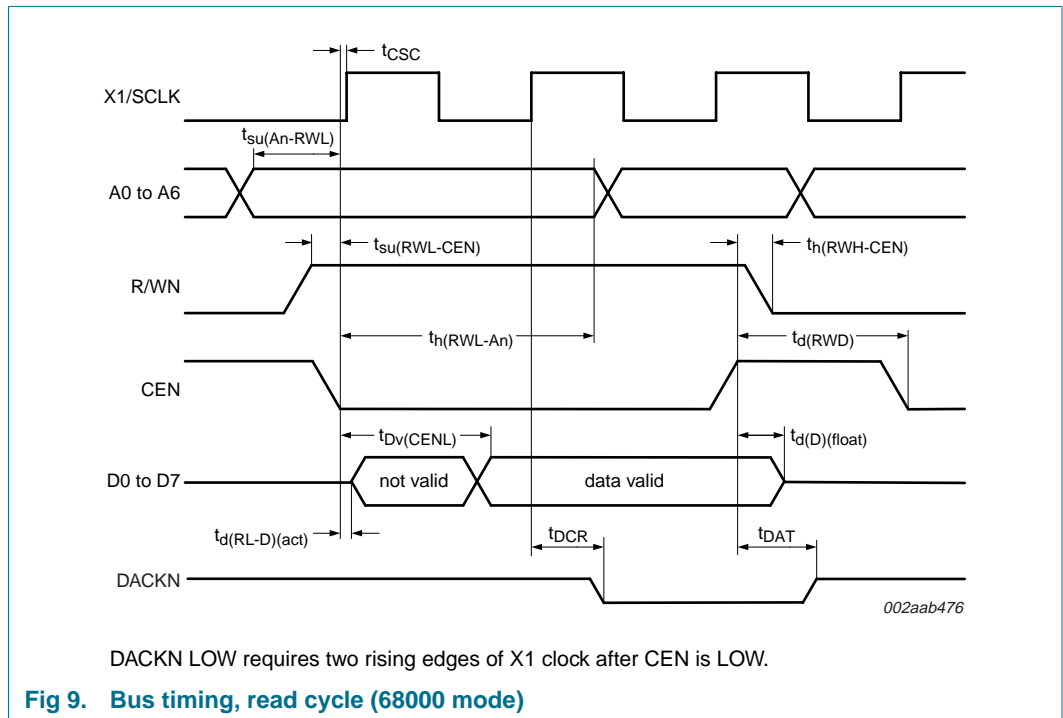 tCSC
X1/SCLK
tsu(An-RWL)
A0 to A6
tsu(RWL-CEN)
th(RWH-CEN)
R/WN
th(RWL-An)
td(RWD)
CEN
tDv(CENL)
td(D)(float)
D0 to D7
not valid
data valid
td(RL-D)(act)
tDCR
tDAT
DACKN
002aab476
DACKN LOW requires two rising edges of X1 clock after CEN is LOW.
Fig 9. Bus timing, read cycle (68000 mode)